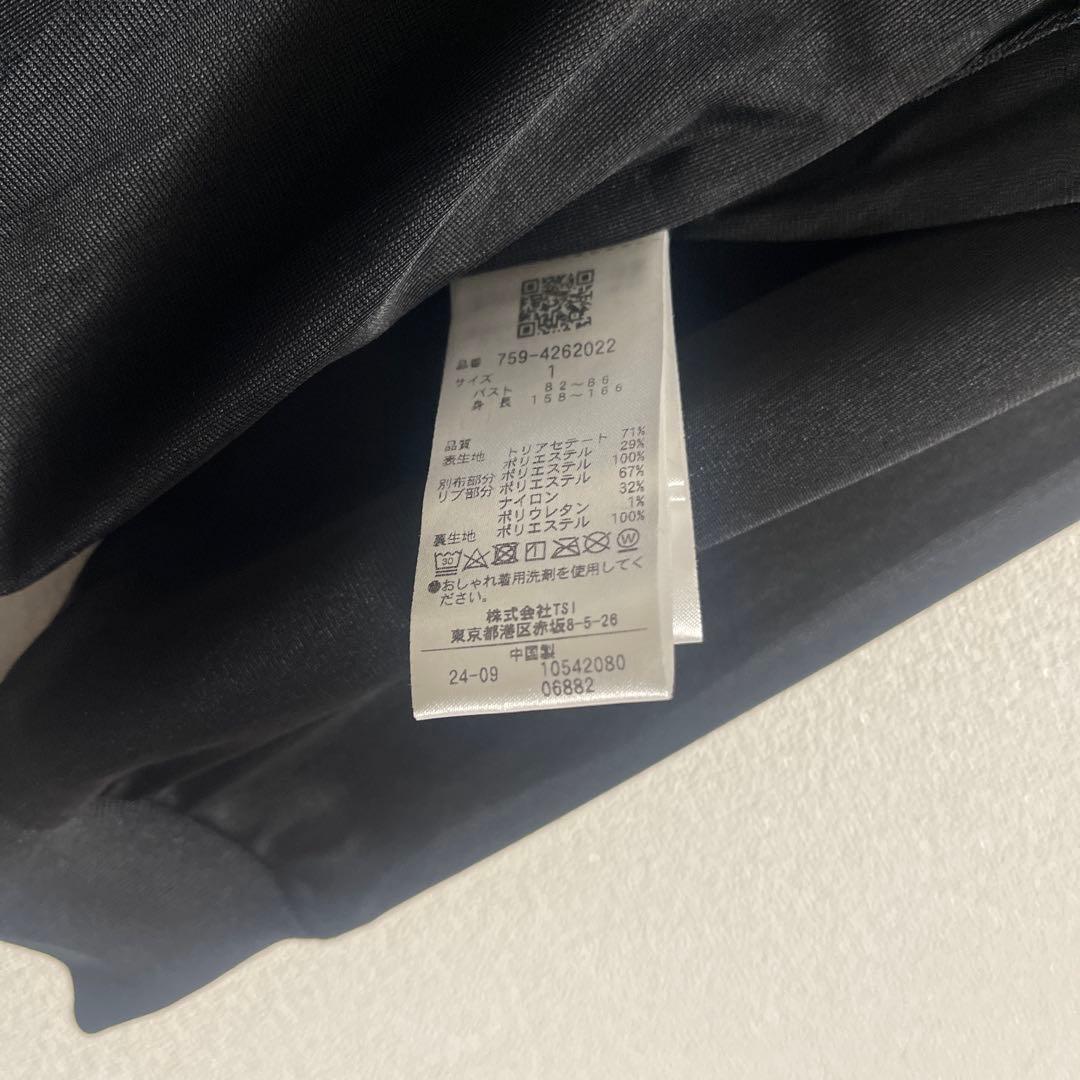 品番 759-4262022
サイズ 1
バスト 82～86
身長 158～166
品質
表生地 トリアセテート 71%
ポリエステル 29%
別布部分 ポリエステル 100%
リブ部分 ポリエステル 67%
ナイロン 32%
ポリウレタン 1%
裏生地 ポリエステル 100%
30 W
●おしゃれ着用洗剤を使用してく
ださい。
株式会社TSI
東京都港区赤坂8-5-26
中国製
24-09 10542080
06882